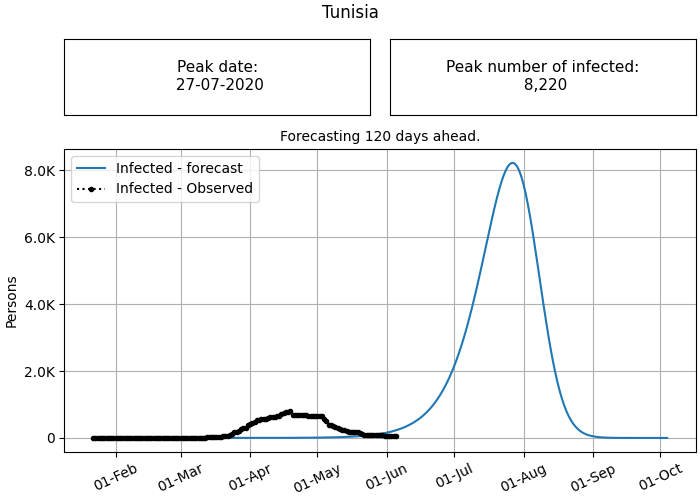 Tunisia
Peak date:
27-07-2020
Peak number of infected:
8,220
Forecasting 120 days ahead.
Infected - forecast
Infected - Observed
Persons
8.0K
6.0K
4.0K
2.0K
0
01-Feb
01-Mar
01-Apr
01-May
01-Jun
01-Jul
01-Aug
01-Sep
01-Oct